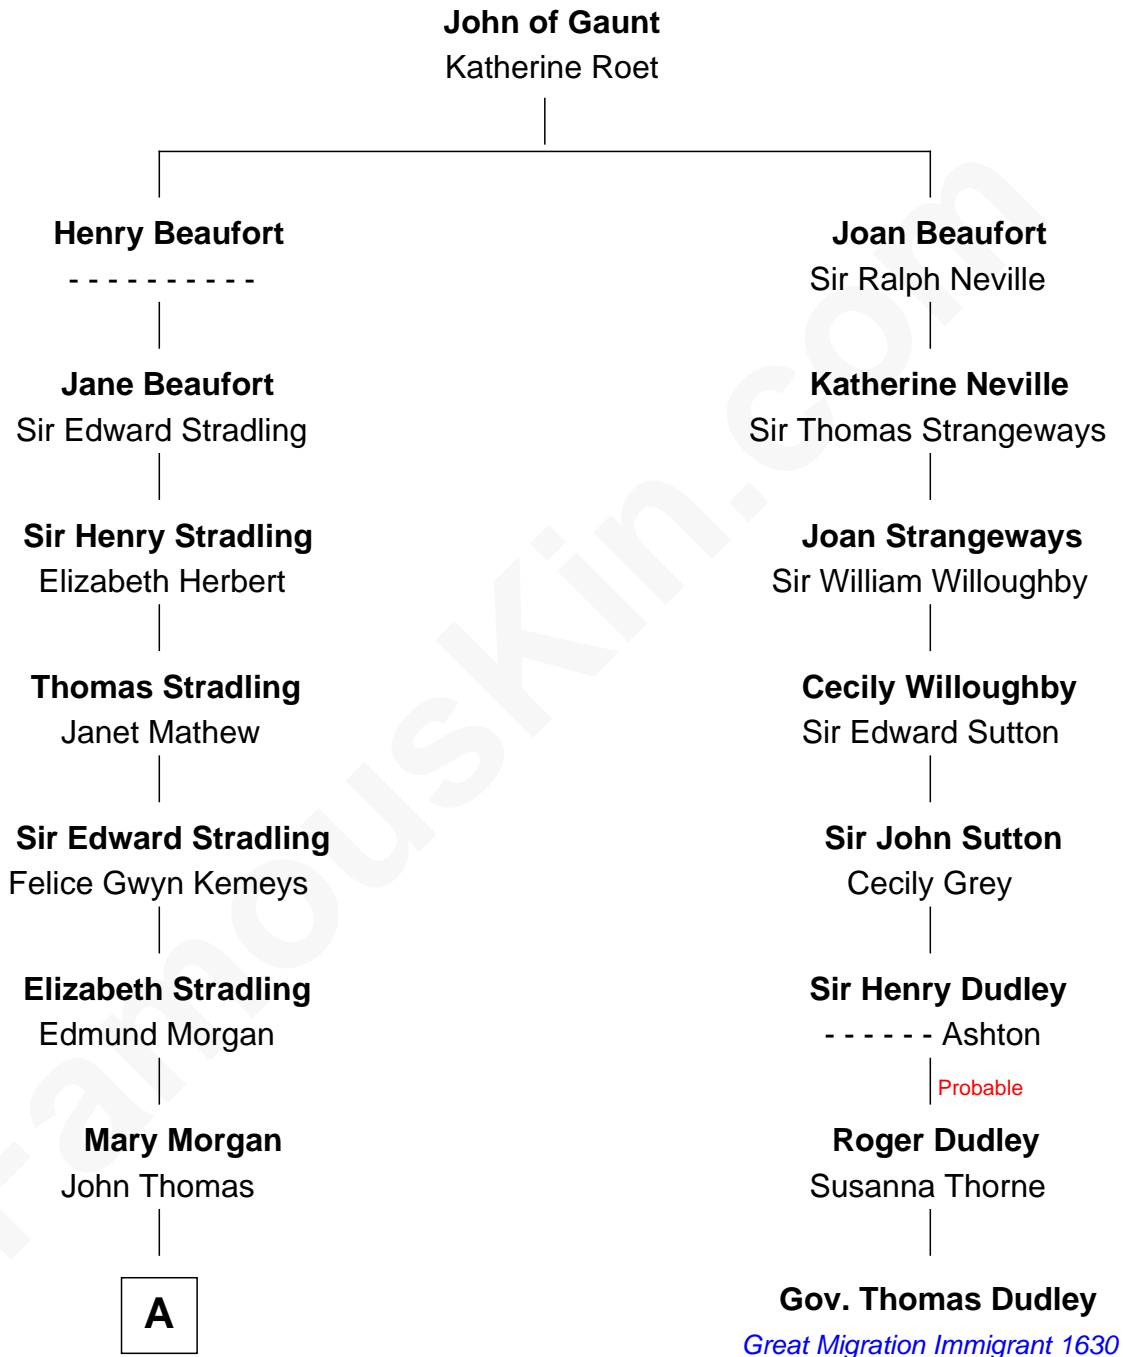 John of Gaunt
Katherine Roet
Henry Beaufort
- - - - - - - - - -
Jane Beaufort
Sir Edward Stradling
Sir Henry Stradling
Elizabeth Herbert
Thomas Stradling
Janet Mathew
Sir Edward Stradling
Felice Gwyn Kemeys
Elizabeth Stradling
Edmund Morgan
Mary Morgan
John Thomas
A
Joan Beaufort
Sir Ralph Neville
Katherine Neville
Sir Thomas Strangeways
Joan Strangeways
Sir William Willoughby
Cecily Willoughby
Sir Edward Sutton
Sir John Sutton
Cecily Grey
Sir Henry Dudley
- - - - - - Ashton
Probable
Roger Dudley
Susanna Thorne
Gov. Thomas Dudley
Great Migration Immigrant 1630
FamousKin.com